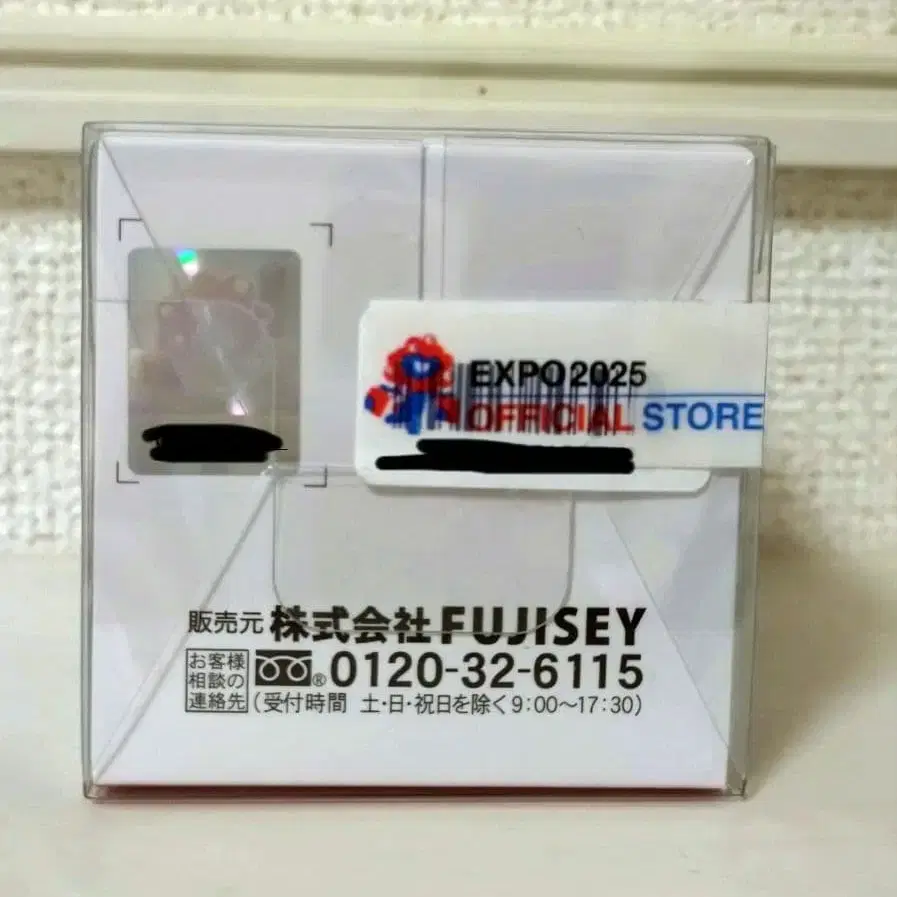 EXPO2025
OFFICIAL STORE
販売元 株式会社FUJISEY
お客様相談の連絡先 ® 0120-32-6115
(受付時間 土・日・祝日を除く9:00〜17:30)